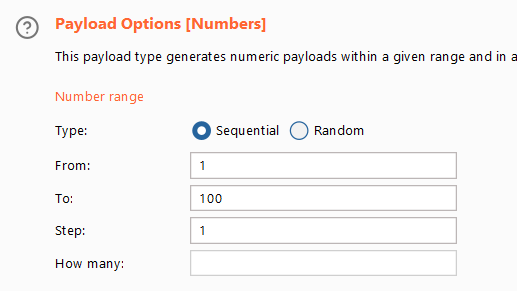 Payload Options [Numbers]
This payload type generates numeric payloads within a given range and in a
Number range
Type: Sequential Random
From: 1
To: 100
Step: 1
How many: